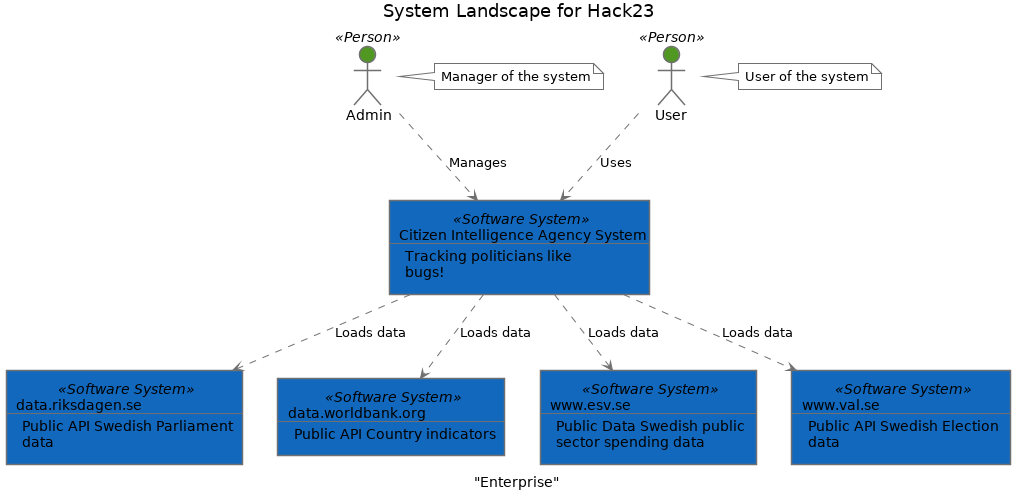 System Landscape for Hack23
«Person»
«Person»
Manager of the system
User of the system
Admin
User
Manages
Uses
«Software System»
Citizen Intelligence Agency System
Tracking politicians like
bugs!
Loads data
Loads data
Loads data
Loads data
«Software System»
data.riksdagen.se
Public API Swedish Parliament
data
«Software System»
data.worldbank.org
Public API Country indicators
«Software System»
www.esv.se
Public Data Swedish public
sector spending data
«Software System»
www.val.se
Public API Swedish Election
data
"Enterprise"